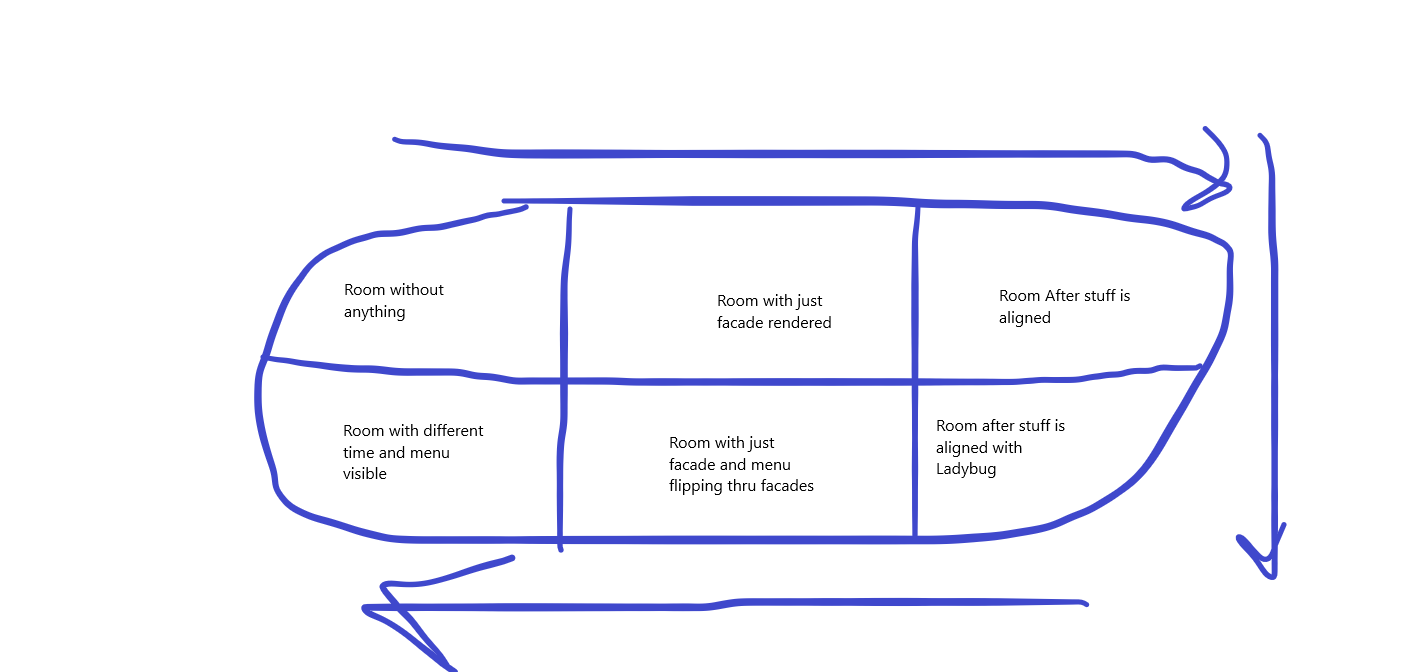 Room without
anything
Room with just
facade rendered
Room After stuff is
aligned
Room with different
time and menu
visible
Room with just
facade and menu
flipping thru facades
Room after stuff is
aligned with
Ladybug